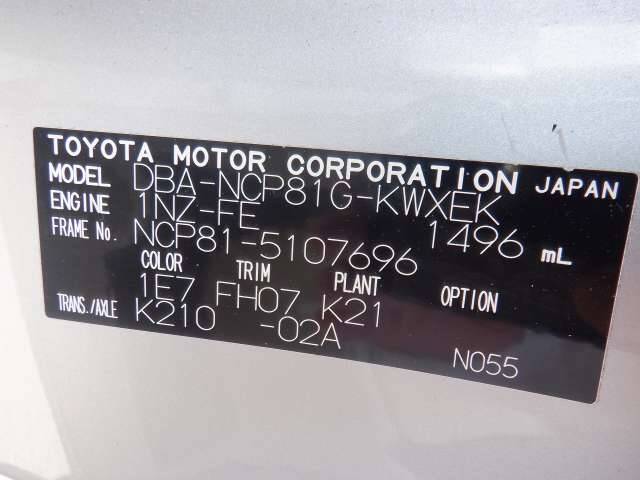 TOYOTA MOTOR CORPORATION JAPAN
MODEL DBA-NCP81G-KWXEK
ENGINE 1NZ-FE 1496 mL
FRAME No. NCP81-5107696
COLOR TRIM PLANT OPTION
1E7 FH07 K21
TRANS./AXLE K210 -02A
N055